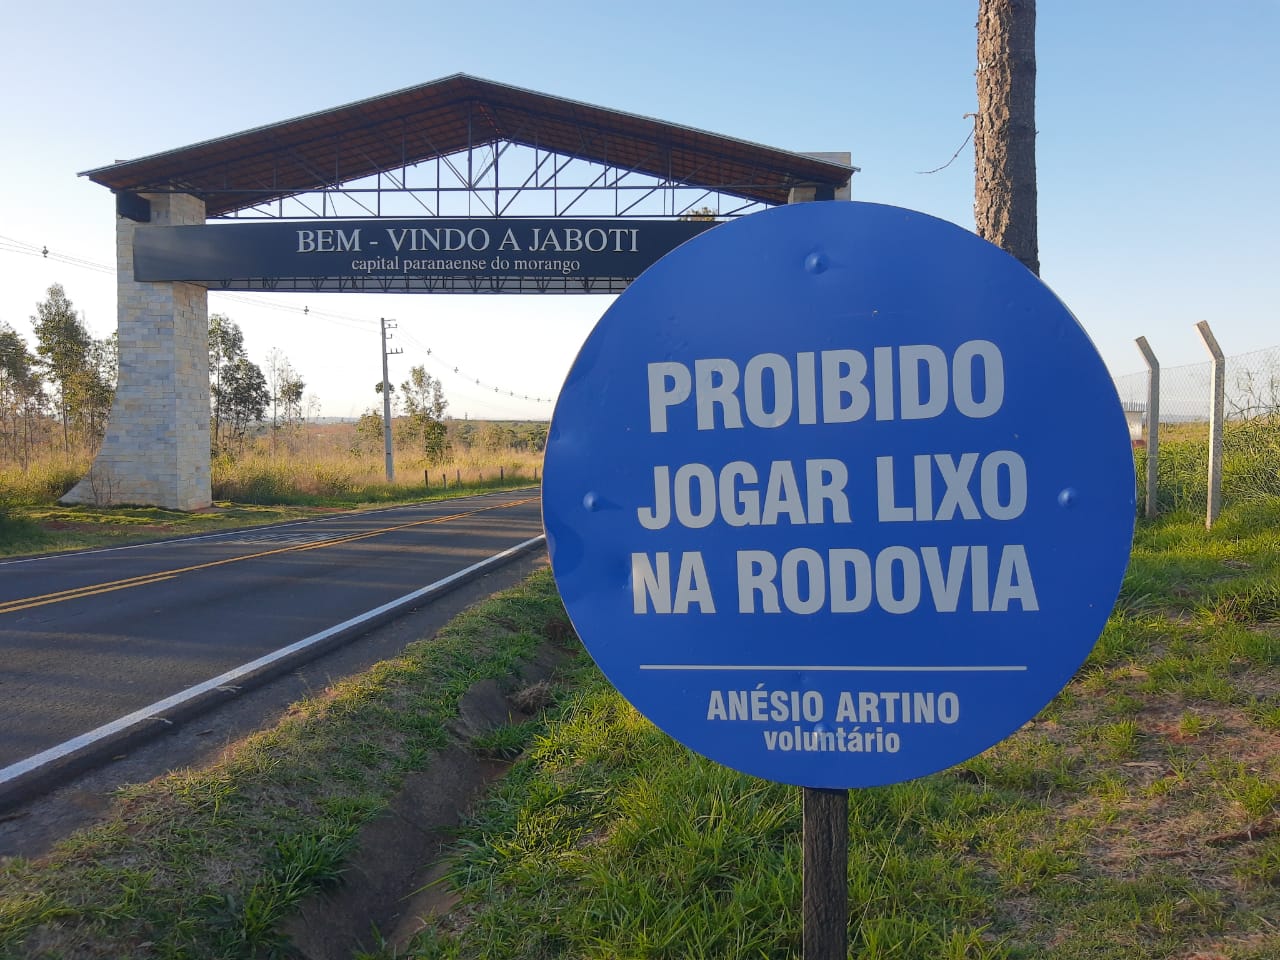 BEM - VINDO A JABOTI
capital paranaense do morango
PROIBIDO
JOGAR LIXO
NA RODOVIA
ANÉSIO ARTINO
voluntário